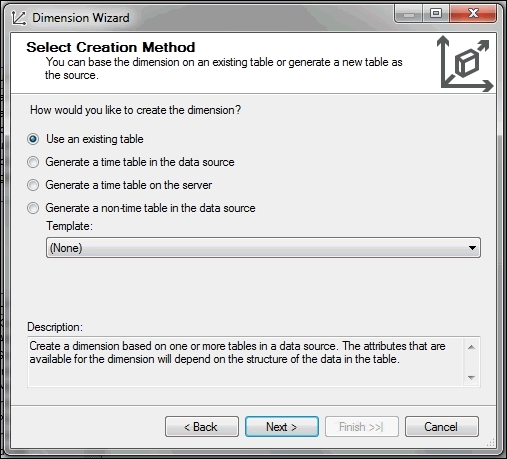 Dimension Wizard
Select Creation Method
You can base the dimension on an existing table or generate a new table as
the source.
How would you like to create the dimension?
Use an existing table
Generate a time table in the data source
Generate a time table on the server
Generate a non-time table in the data source
Template:
(None)
Description:
Create a dimension based on one or more tables in a data source. The attributes that are
available for the dimension will depend on the structure of the data in the table.
< Back
Next >
Finish >>|
Cancel